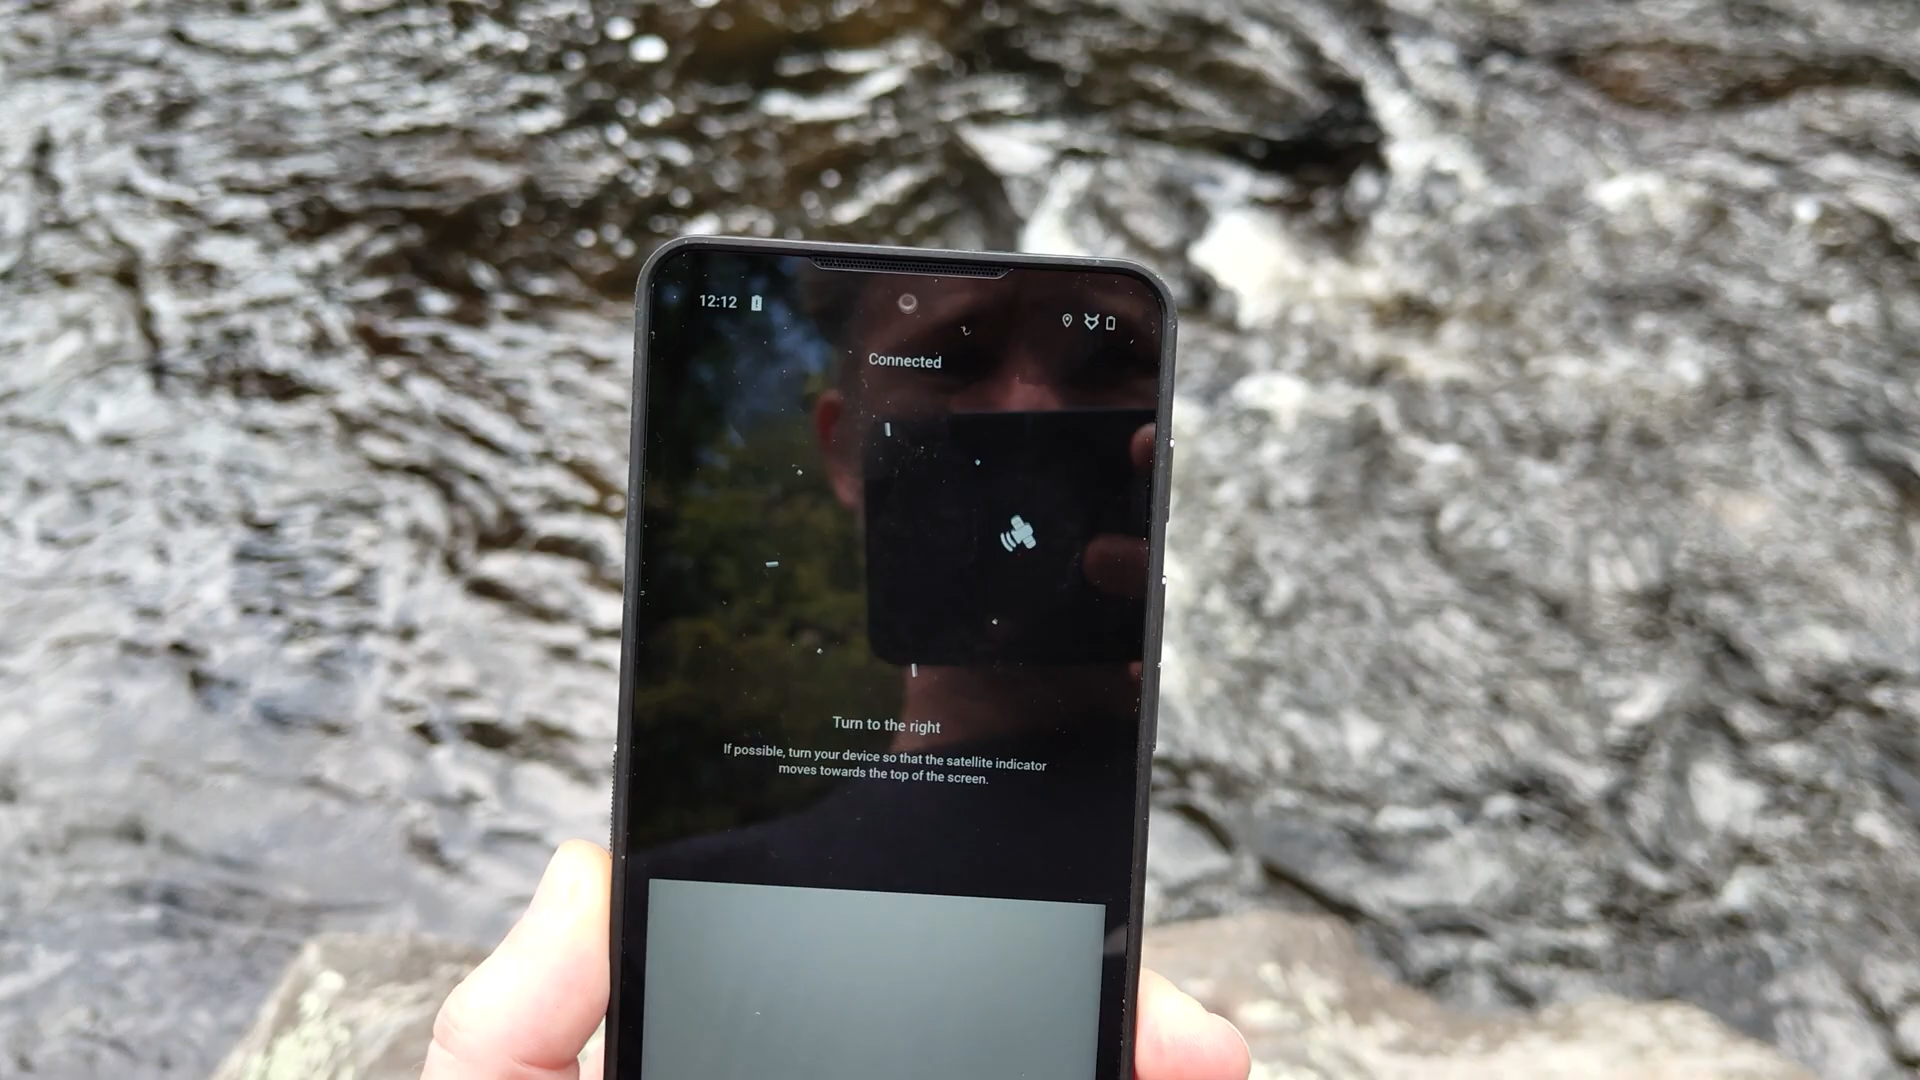 12:12
Connected
Turn to the right
If possible, turn your device so that the satellite indicator
moves towards the top of the screen.